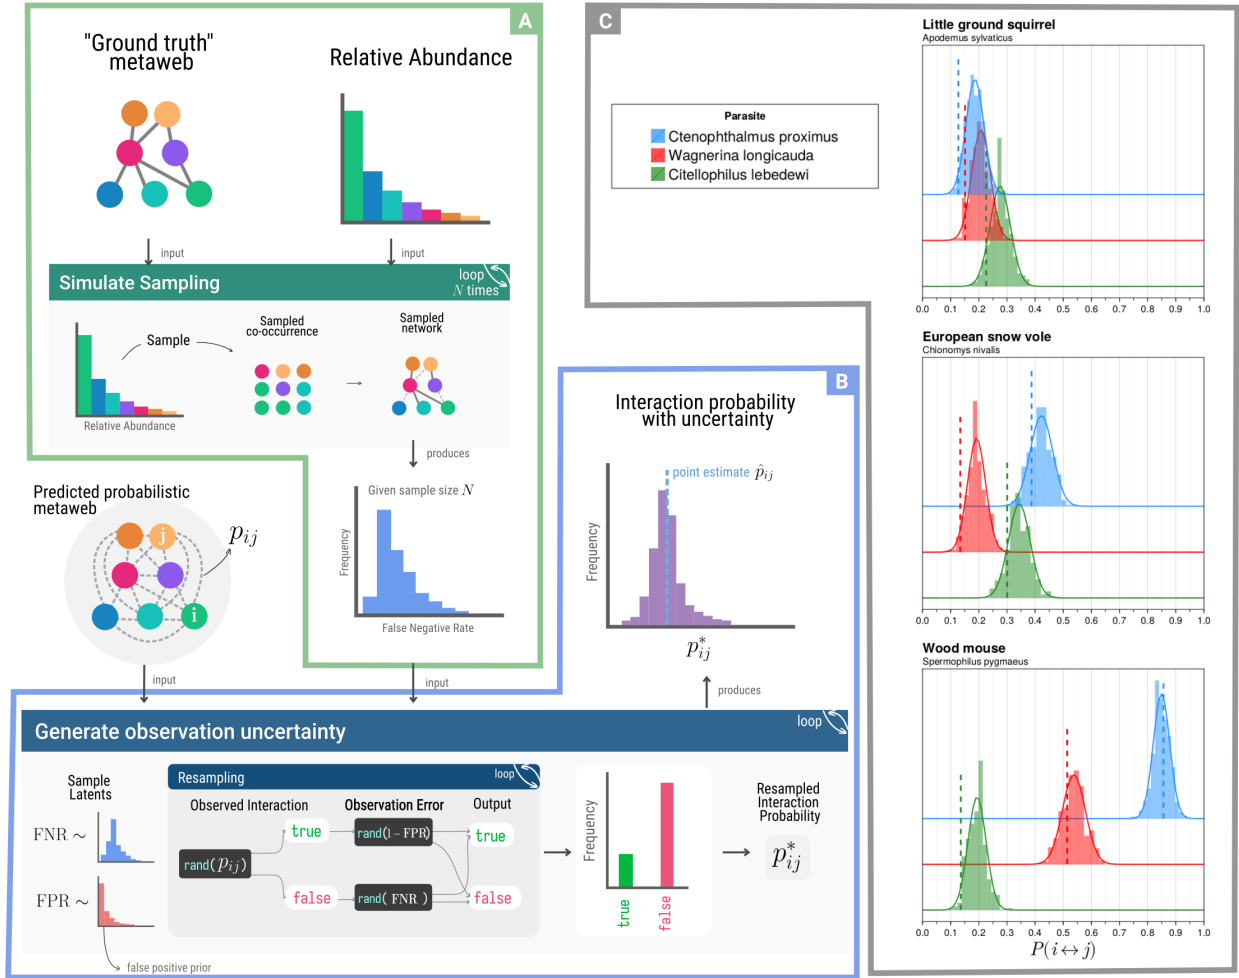 A
"Ground truth"
metaweb
Relative Abundance
input
input
Simulate Sampling
loop
N times
Sample
Relative Abundance
Sampled
co-occurrence
Sampled
network
produces
Given sample size N
Frequency
False Negative Rate
Predicted probabilistic
metaweb
j
i
p_ij
input
input
B
Interaction probability
with uncertainty
point estimate p̂_ij
Frequency
p*_ij
produces
Generate observation uncertainty
loop
Sample
Latents
FNR ~
FPR ~
false positive prior
Resampling
loop
Observed Interaction
Observation Error
Output
rand(p_ij)
true
false
rand(1-FPR)
rand( FNR )
true
false
Frequency
true
false
Resampled
Interaction
Probability
p*_ij
C
Parasite
Ctenophthalmus proximus
Wagnerina longicauda
Citellophilus lebedewi
Little ground squirrel
Apodemus sylvaticus
0.0 0.1 0.2 0.3 0.4 0.5 0.6 0.7 0.8 0.9 1.0
European snow vole
Chionomys nivalis
0.0 0.1 0.2 0.3 0.4 0.5 0.6 0.7 0.8 0.9 1.0
Wood mouse
Spermophilus pygmaeus
0.0 0.1 0.2 0.3 0.4 0.5 0.6 0.7 0.8 0.9 1.0
P(i↔j)